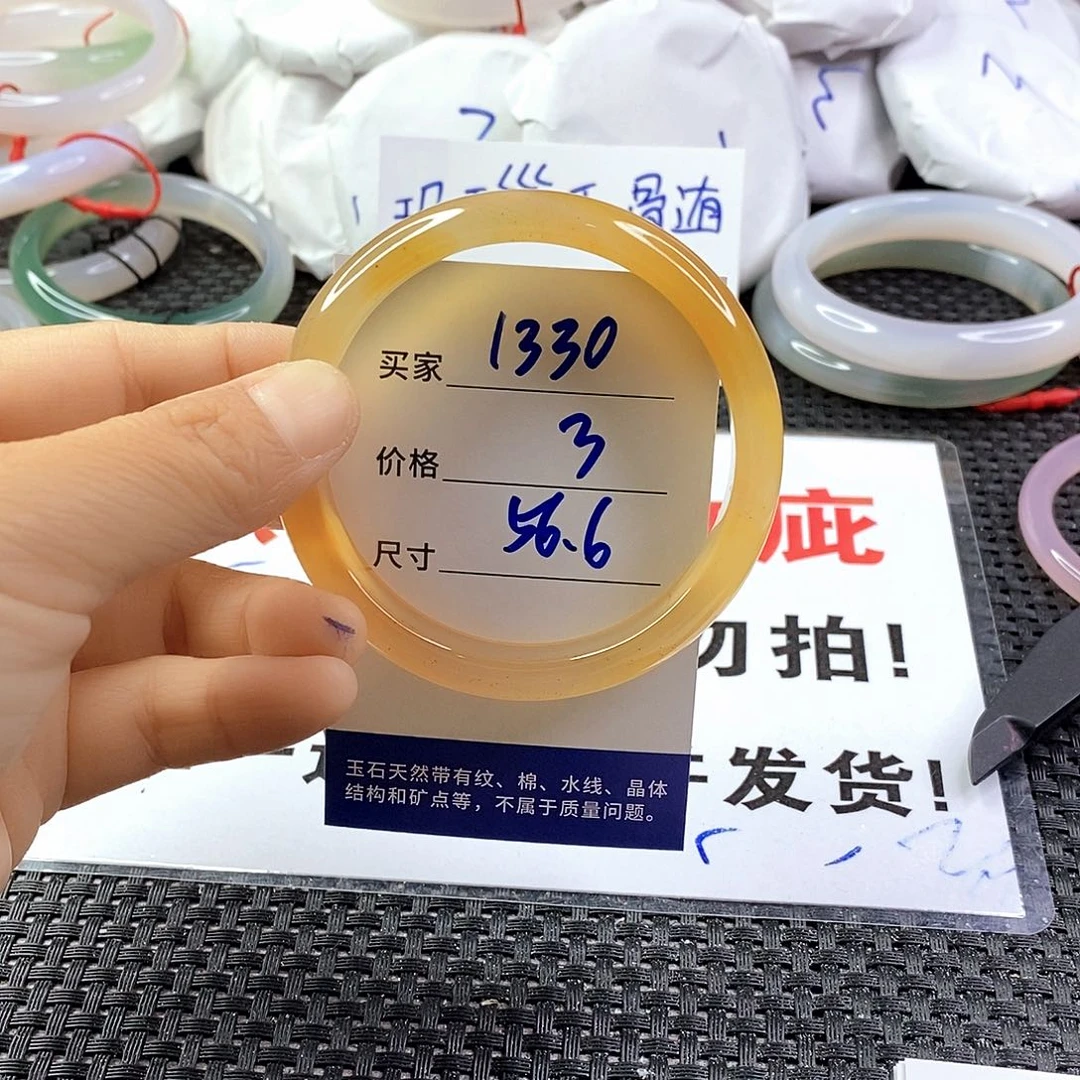 买家 1330
价格 3
尺寸 56.6
疵
勿拍!
发货!
玉石天然带有纹、棉、水线、晶体
结构和矿点等，不属于质量问题。